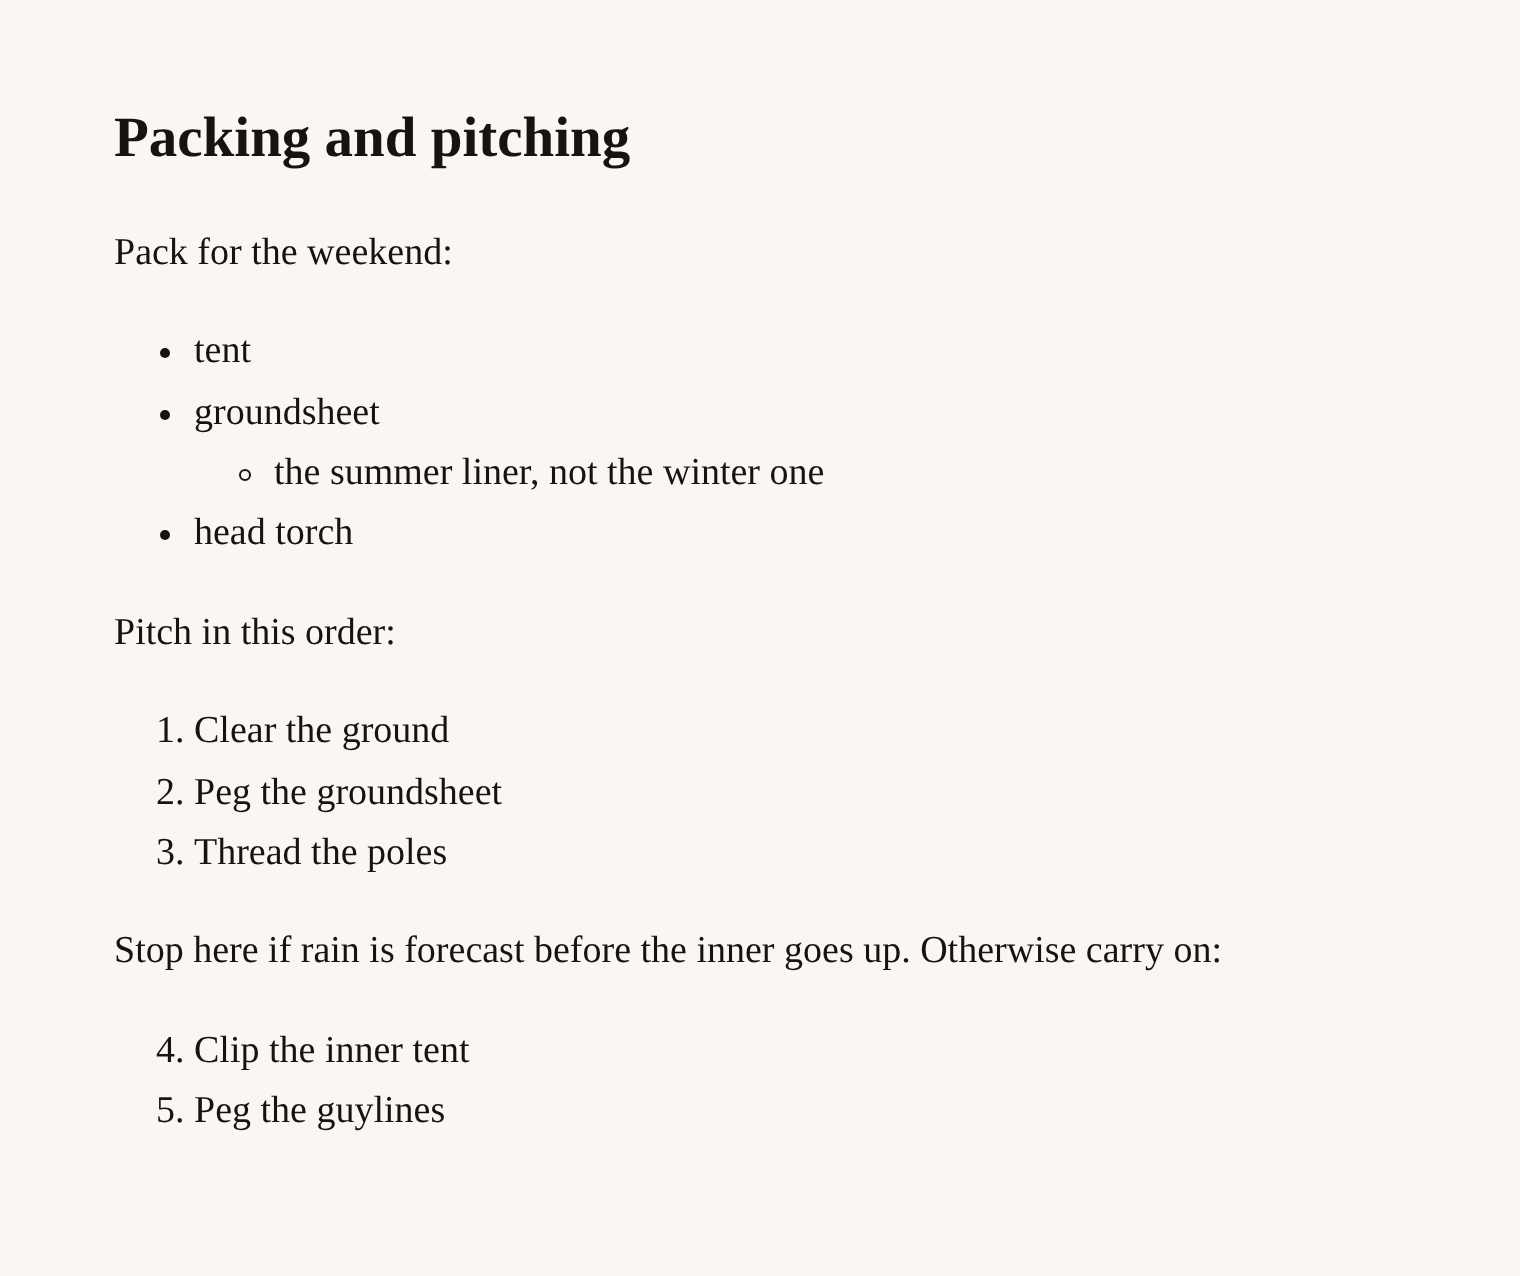 Packing and pitching
Pack for the weekend:
• tent
• groundsheet
◦ the summer liner, not the winter one
• head torch
Pitch in this order:
1. Clear the ground
2. Peg the groundsheet
3. Thread the poles
Stop here if rain is forecast before the inner goes up. Otherwise carry on:
4. Clip the inner tent
5. Peg the guylines